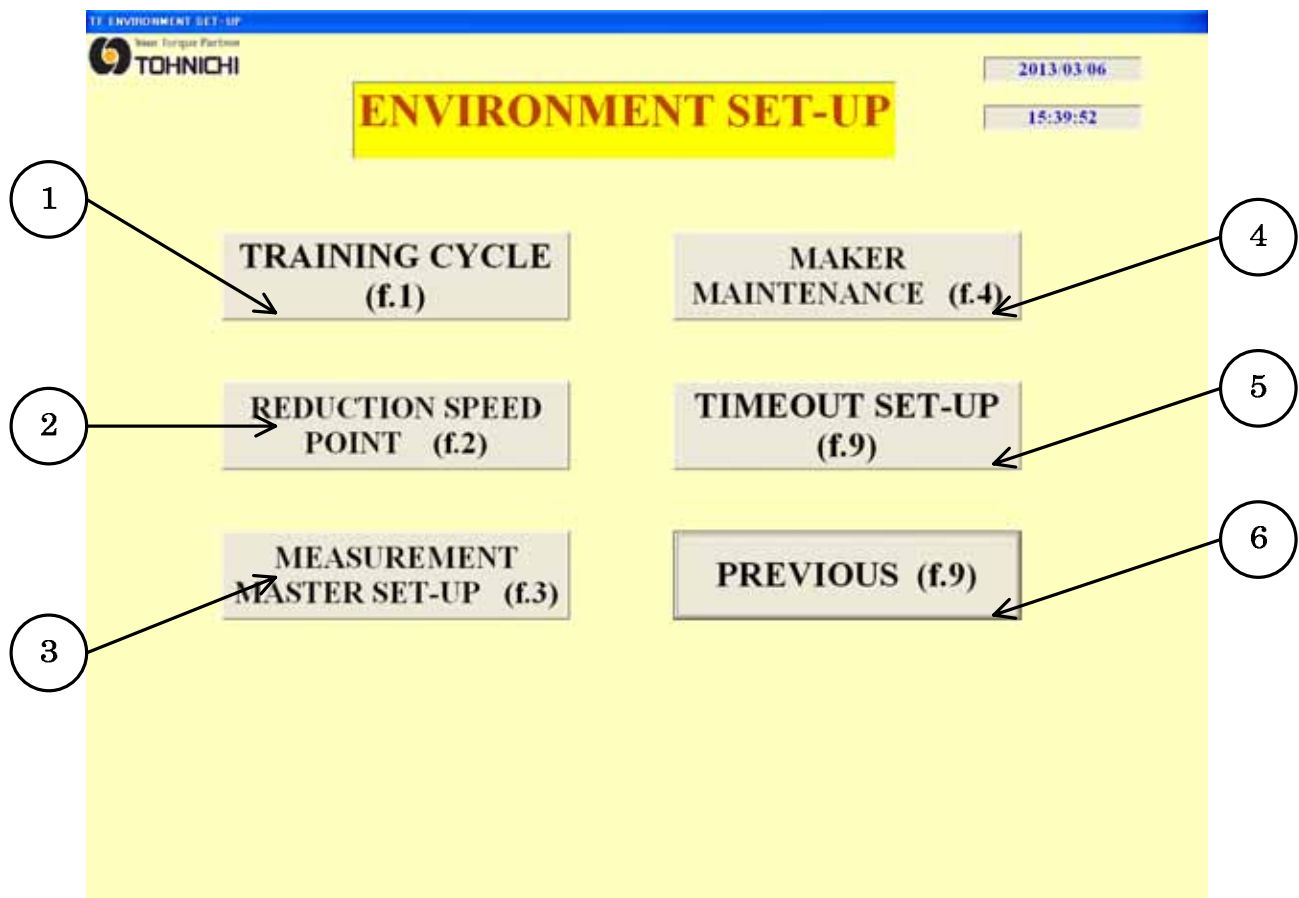 TF ENVIRONMENT SET-UP
Your Torque Partner
TOHNICHI
2013/03/06
ENVIRONMENT SET-UP
15:39:52
1
TRAINING CYCLE
(f.1)
MAKER
MAINTENANCE (f.4)
4
2
REDUCTION SPEED
POINT (f.2)
TIMEOUT SET-UP
(f.9)
5
3
MEASUREMENT
MASTER SET-UP (f.3)
PREVIOUS (f.9)
6